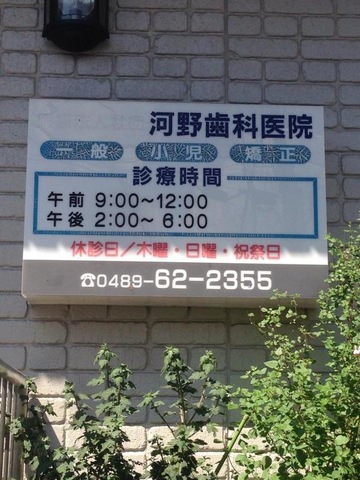 河野歯科医院
一般 小児 矯正
診療時間
午前 9:00~12:00
午後 2:00~ 6:00
休診日/木曜・日曜・祝祭日
☎0489-62-2355